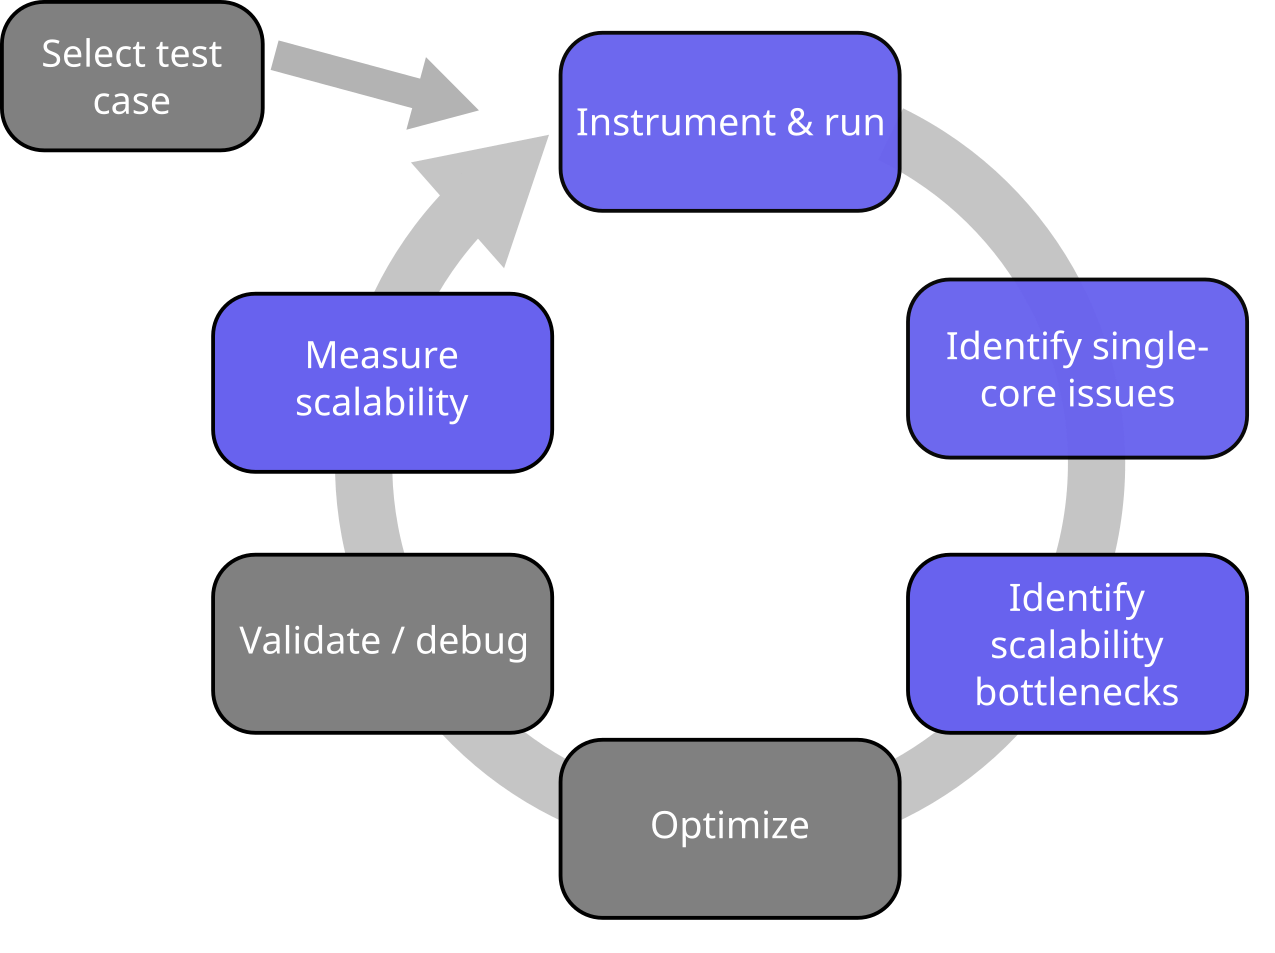 Select test
case
Instrument & run
Identify single-
core issues
Identify
scalability
bottlenecks
Optimize
Validate / debug
Measure
scalability